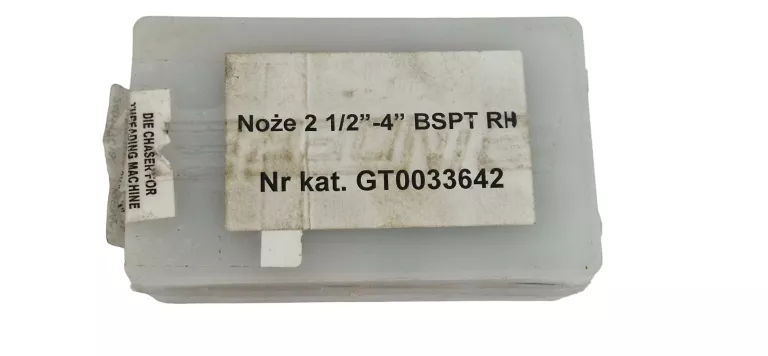 Noże 2 1/2”-4” BSPT RH
Nr kat. GT0033642
DIE CHASER FOR
THREADING MACHINE